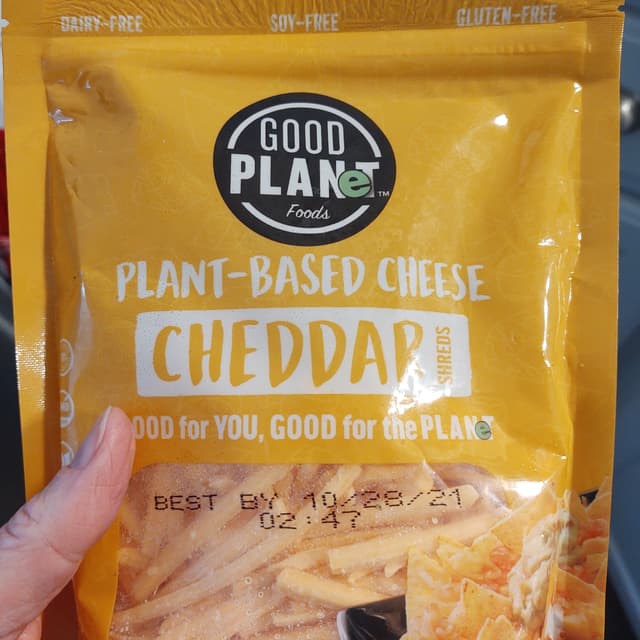 DAIRY-FREE SOY-FREE GLUTEN-FREE
GOOD
PLANeT™
Foods
PLANT-BASED CHEESE
CHEDDAR SHREDS
OOD for YOU, GOOD for the PLANeT
BEST BY 10/28/21
02:47